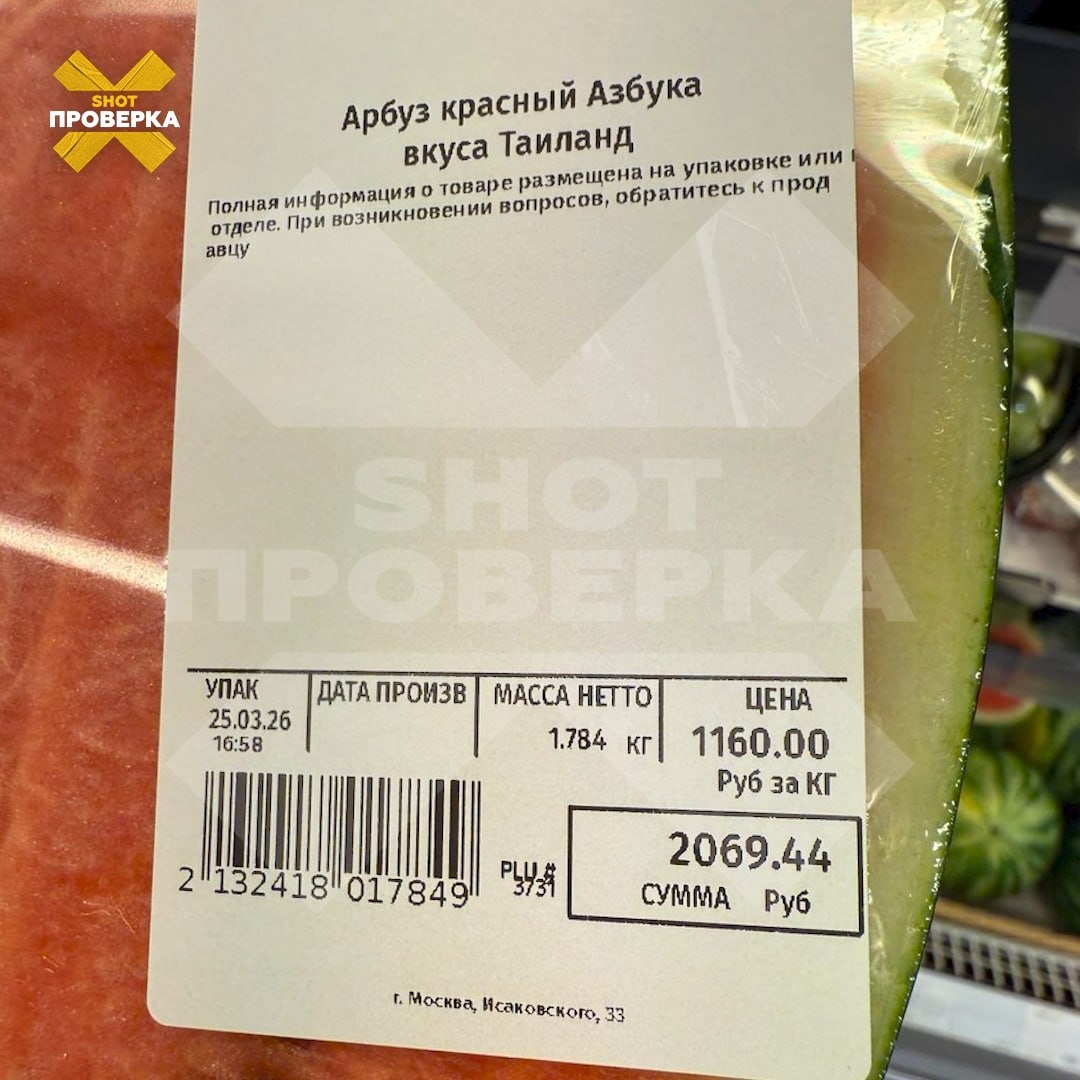 SHOT
ПРОВЕРКА
Арбуз красный Азбука
вкуса Таиланд
Полная информация о товаре размещена на упаковке или
отделе. При возникновении вопросов, обратитесь к прод
авцу
SHOT
ПРОВЕРКА
УПАК
25.03.26
16:58
ДАТА ПРОИЗВ
МАССА НЕТТО
1.784 кг
ЦЕНА
1160.00
Руб за КГ
2 132418 017849
PLU #
3731
2069.44
СУММА Руб
г. Москва, Исаковского, 33